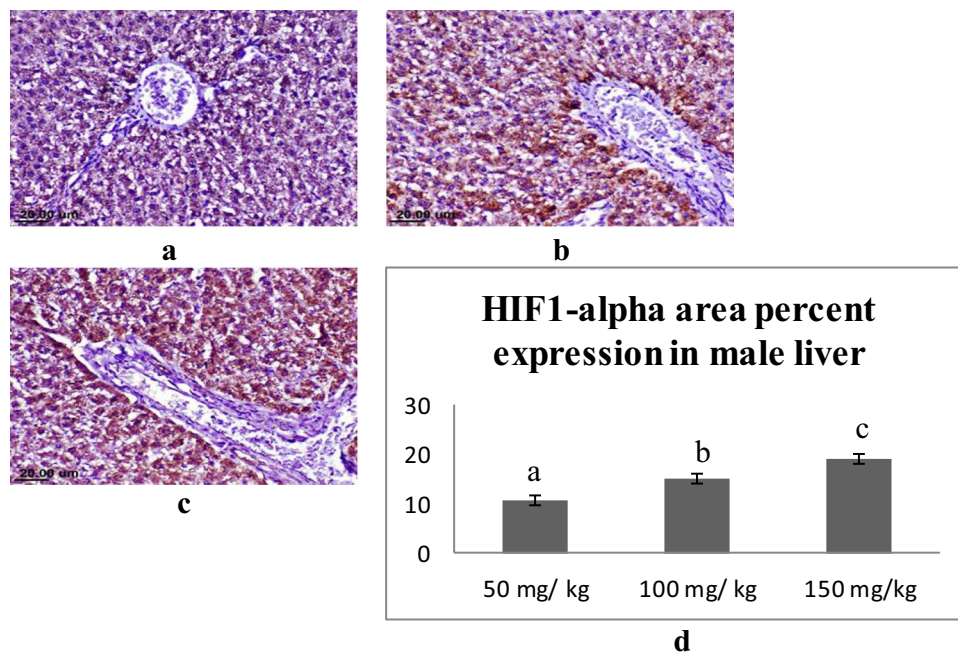 20.00 um
20.00 um
a
b
20.00 um
c
HIF1-alpha area percent
expression in male liver
30
20
10
0
a
b
c
50 mg/ kg
100 mg/ kg
150 mg/kg
d